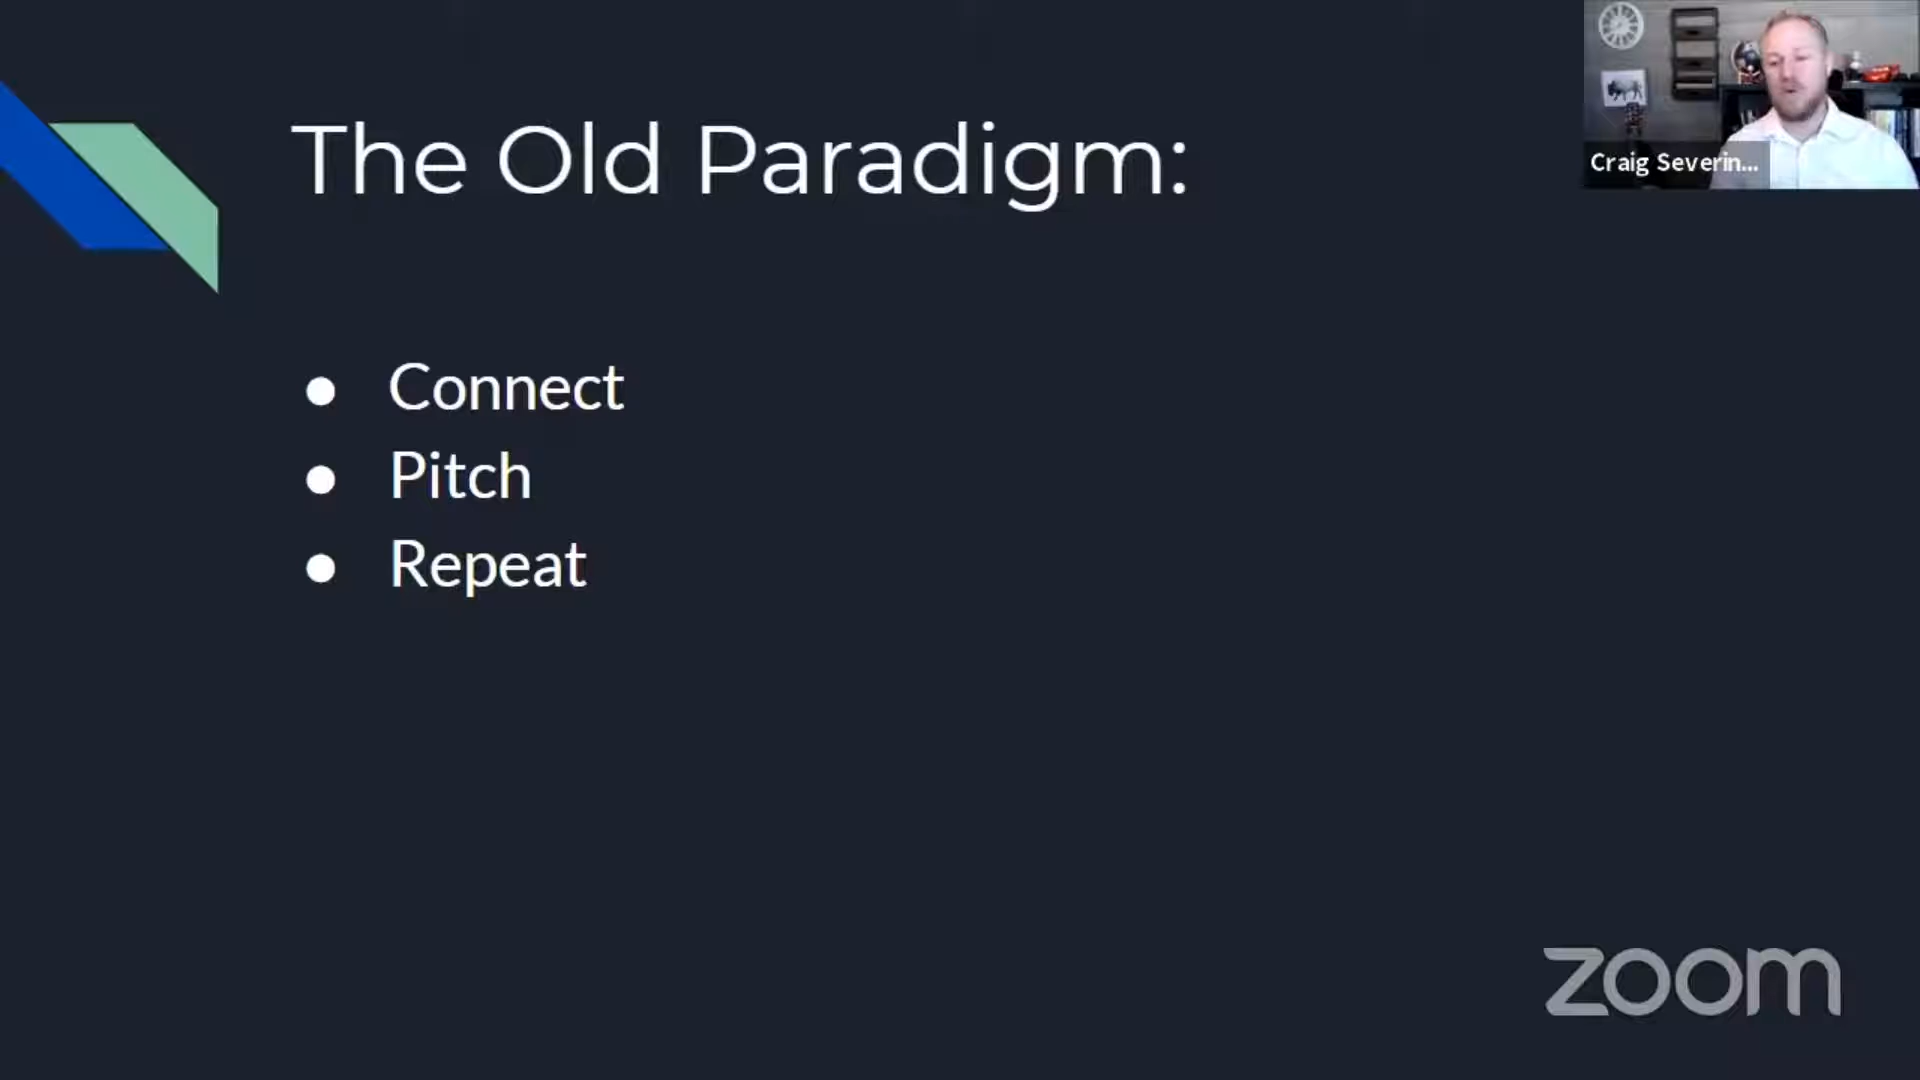 The Old Paradigm:
Craig Severin...
● Connect
● Pitch
● Repeat
zoom